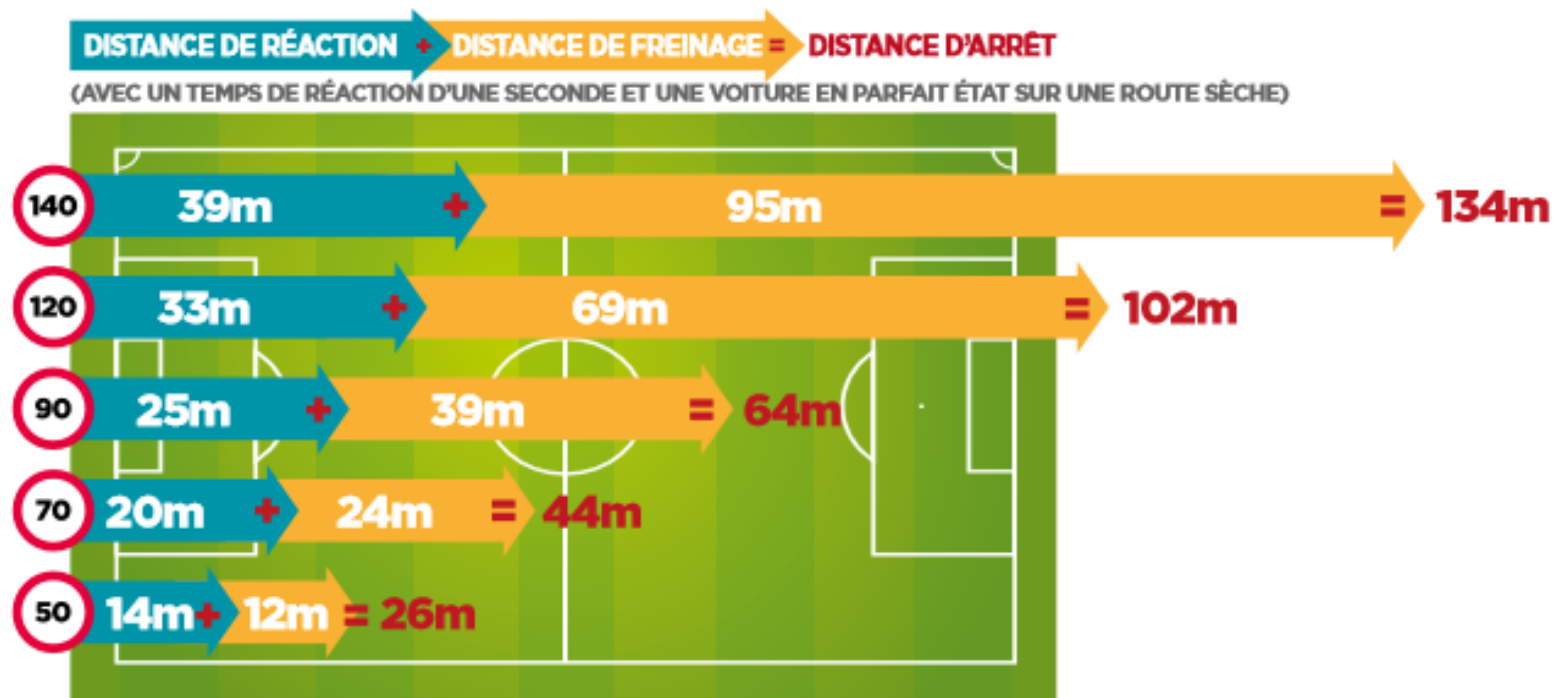 DISTANCE DE RÉACTION + DISTANCE DE FREINAGE = DISTANCE D'ARRÊT
(AVEC UN TEMPS DE RÉACTION D'UNE SECONDE ET UNE VOITURE EN PARFAIT ÉTAT SUR UNE ROUTE SÈCHE)
140 39m + 95m = 134m
120 33m + 69m = 102m
90 25m + 39m = 64m
70 20m + 24m = 44m
50 14m + 12m = 26m